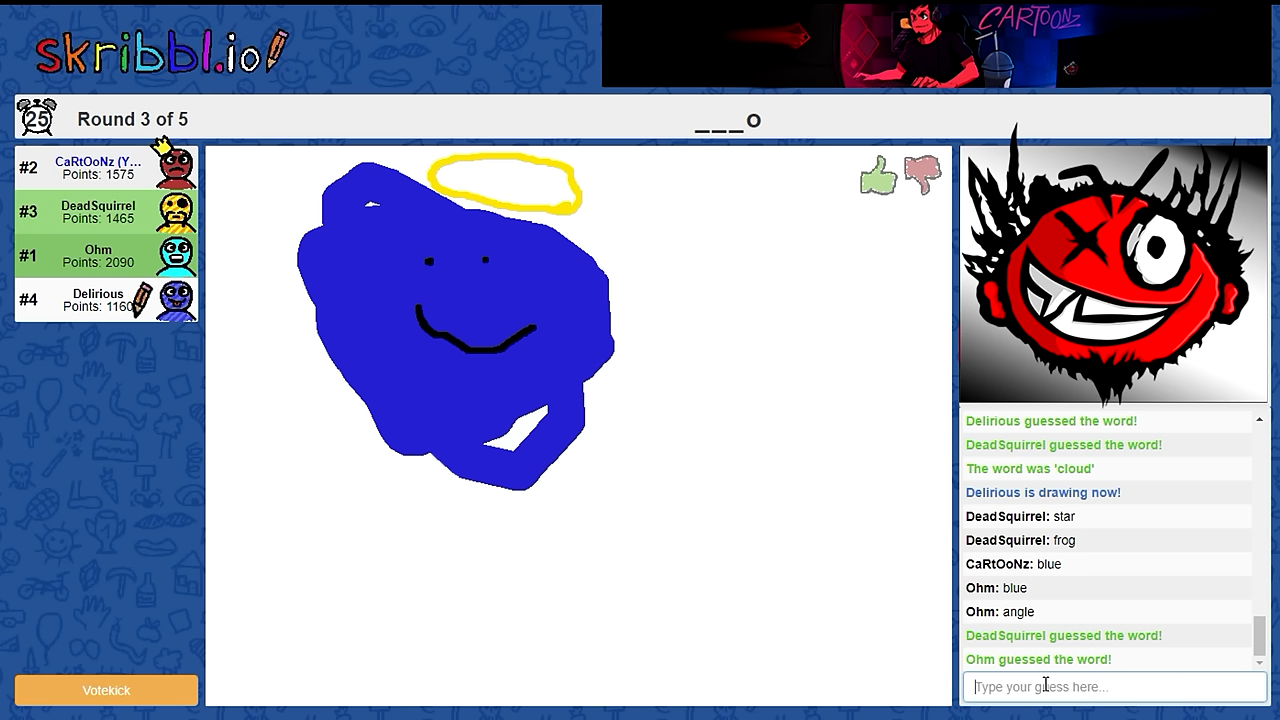 CARTOONZ
skribbl.io
25
Round 3 of 5
___o
#2
CaRtOoNz (Y...
Points: 1575
#3
DeadSquirrel
Points: 1465
#1
Ohm
Points: 2090
#4
Delirious
Points: 1160
Delirious guessed the word!
DeadSquirrel guessed the word!
The word was 'cloud'
Delirious is drawing now!
DeadSquirrel: star
DeadSquirrel: frog
CaRtOoNz: blue
Ohm: blue
Ohm: angle
DeadSquirrel guessed the word!
Ohm guessed the word!
Type your guess here...
Votekick